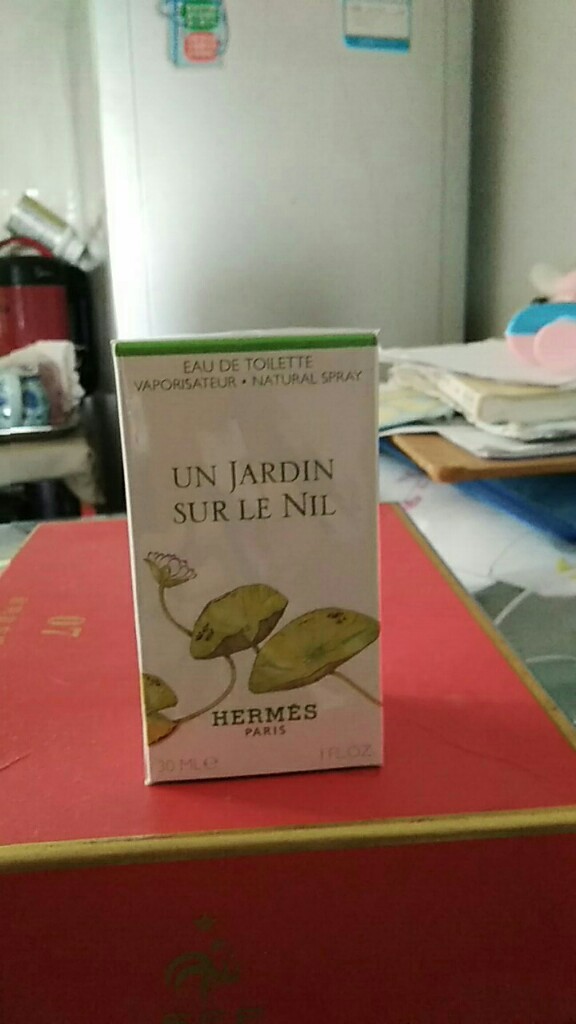 EAU DE TOILETTE
VAPORISATEUR • NATURAL SPRAY
UN JARDIN
SUR LE NIL
HERMÈS
PARIS
30 ML e
1 FL.OZ